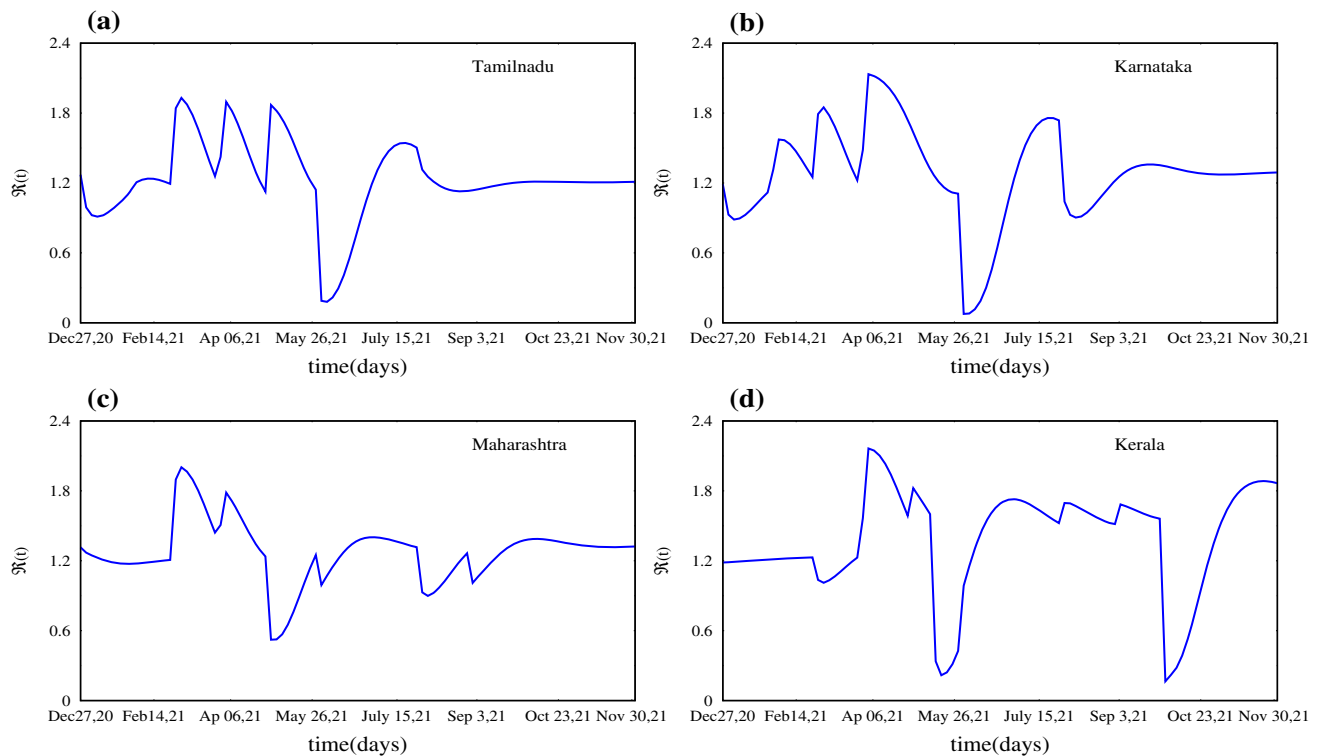 (a)
Tamilnadu
ℜ(t)
2.4
1.8
1.2
0.6
0
Dec27,20 Feb14,21 Ap 06,21 May 26,21 July 15,21 Sep 3,21 Oct 23,21 Nov 30,21
time(days)
(b)
Karnataka
ℜ(t)
2.4
1.8
1.2
0.6
0
Dec27,20 Feb14,21 Ap 06,21 May 26,21 July 15,21 Sep 3,21 Oct 23,21 Nov 30,21
time(days)
(c)
Maharashtra
ℜ(t)
2.4
1.8
1.2
0.6
0
Dec27,20 Feb14,21 Ap 06,21 May 26,21 July 15,21 Sep 3,21 Oct 23,21 Nov 30,21
time(days)
(d)
Kerala
ℜ(t)
2.4
1.8
1.2
0.6
0
Dec27,20 Feb14,21 Ap 06,21 May 26,21 July 15,21 Sep 3,21 Oct 23,21 Nov 30,21
time(days)